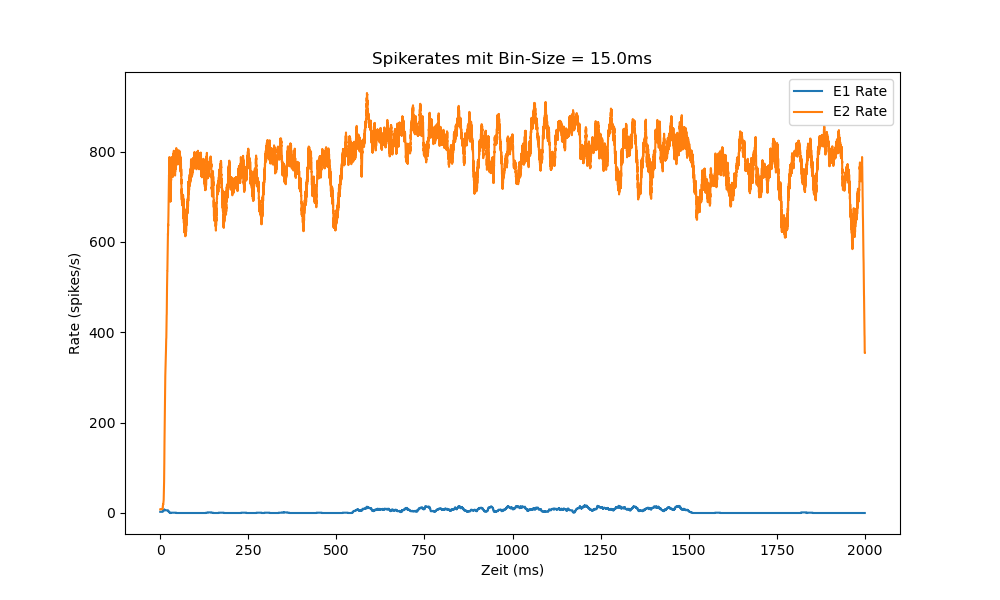 Spikerates mit Bin-Size = 15.0ms
E1 Rate
E2 Rate
Rate (spikes/s)
800
600
400
200
0
0 250 500 750 1000 1250 1500 1750 2000
Zeit (ms)